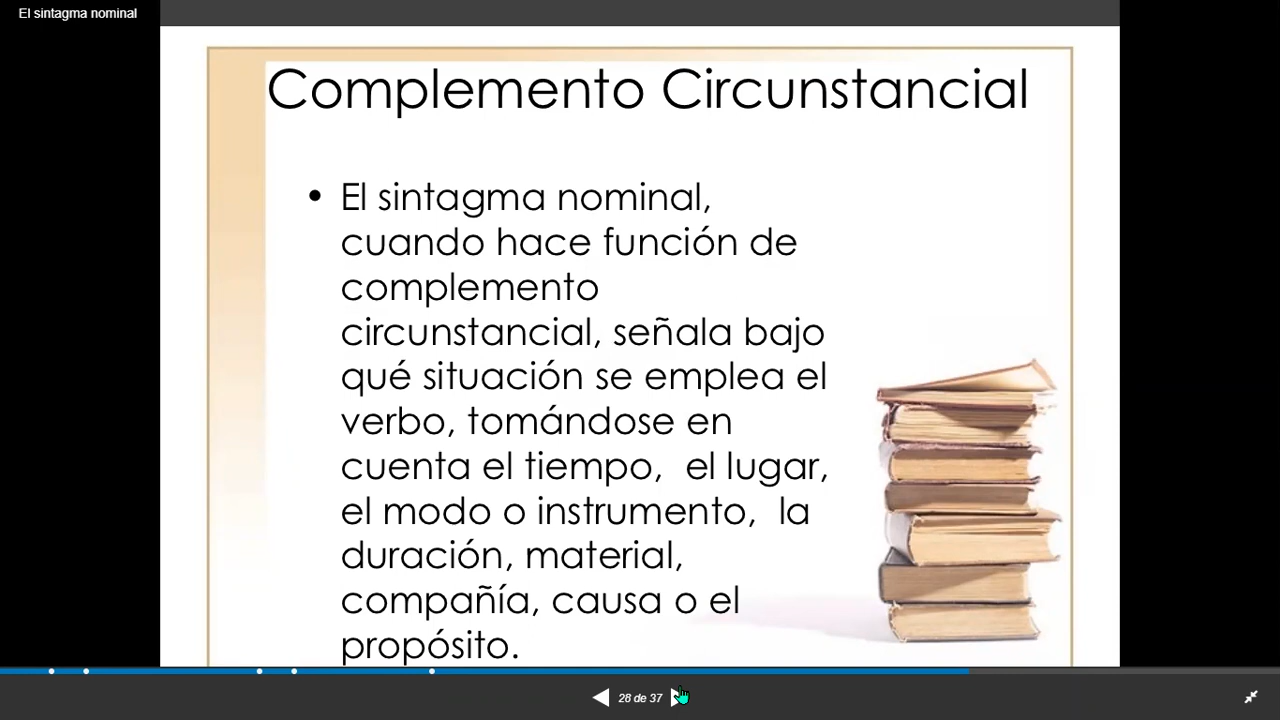 El sintagma nominal
Complemento Circunstancial
• El sintagma nominal,
cuando hace función de
complemento
circunstancial, señala bajo
qué situación se emplea el
verbo, tomándose en
cuenta el tiempo,  el lugar,
el modo o instrumento,  la
duración, material,
compañía, causa o el
propósito.
28 de 37